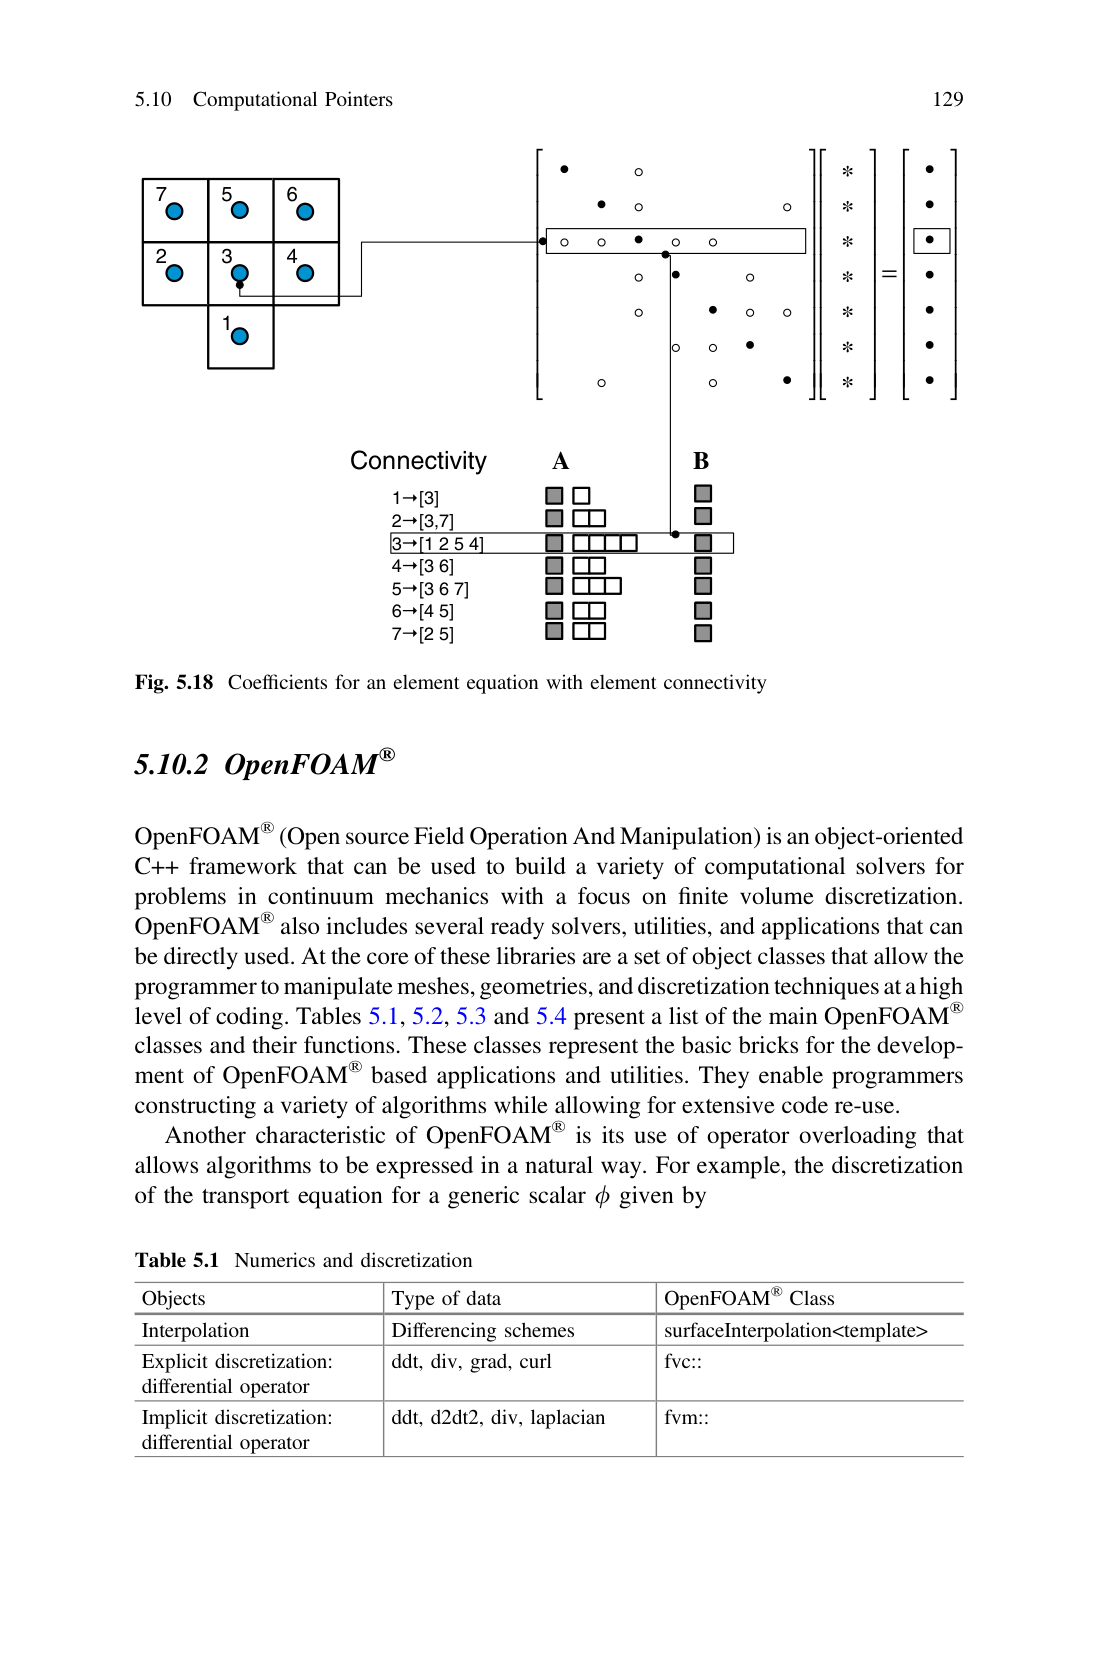 5.10 Computational Pointers 129
7 5 6
2 3 4
1
* 
*
*
* =
*
*
*
Connectivity A B
1→[3]
2→[3,7]
3→[1 2 5 4]
4→[3 6]
5→[3 6 7]
6→[4 5]
7→[2 5]
Fig. 5.18 Coefficients for an element equation with element connectivity
5.10.2 OpenFOAM®
OpenFOAM® (Open source Field Operation And Manipulation) is an object-oriented
C++ framework that can be used to build a variety of computational solvers for
problems in continuum mechanics with a focus on finite volume discretization.
OpenFOAM® also includes several ready solvers, utilities, and applications that can
be directly used. At the core of these libraries are a set of object classes that allow the
programmer to manipulate meshes, geometries, and discretization techniques at a high
level of coding. Tables 5.1, 5.2, 5.3 and 5.4 present a list of the main OpenFOAM®
classes and their functions. These classes represent the basic bricks for the develop-
ment of OpenFOAM® based applications and utilities. They enable programmers
constructing a variety of algorithms while allowing for extensive code re-use.
Another characteristic of OpenFOAM® is its use of operator overloading that
allows algorithms to be expressed in a natural way. For example, the discretization
of the transport equation for a generic scalar ϕ given by
Table 5.1 Numerics and discretization
Objects Type of data OpenFOAM® Class
Interpolation Differencing schemes surfaceInterpolation<template>
Explicit discretization: ddt, div, grad, curl fvc::
differential operator
Implicit discretization: ddt, d2dt2, div, laplacian fvm::
differential operator